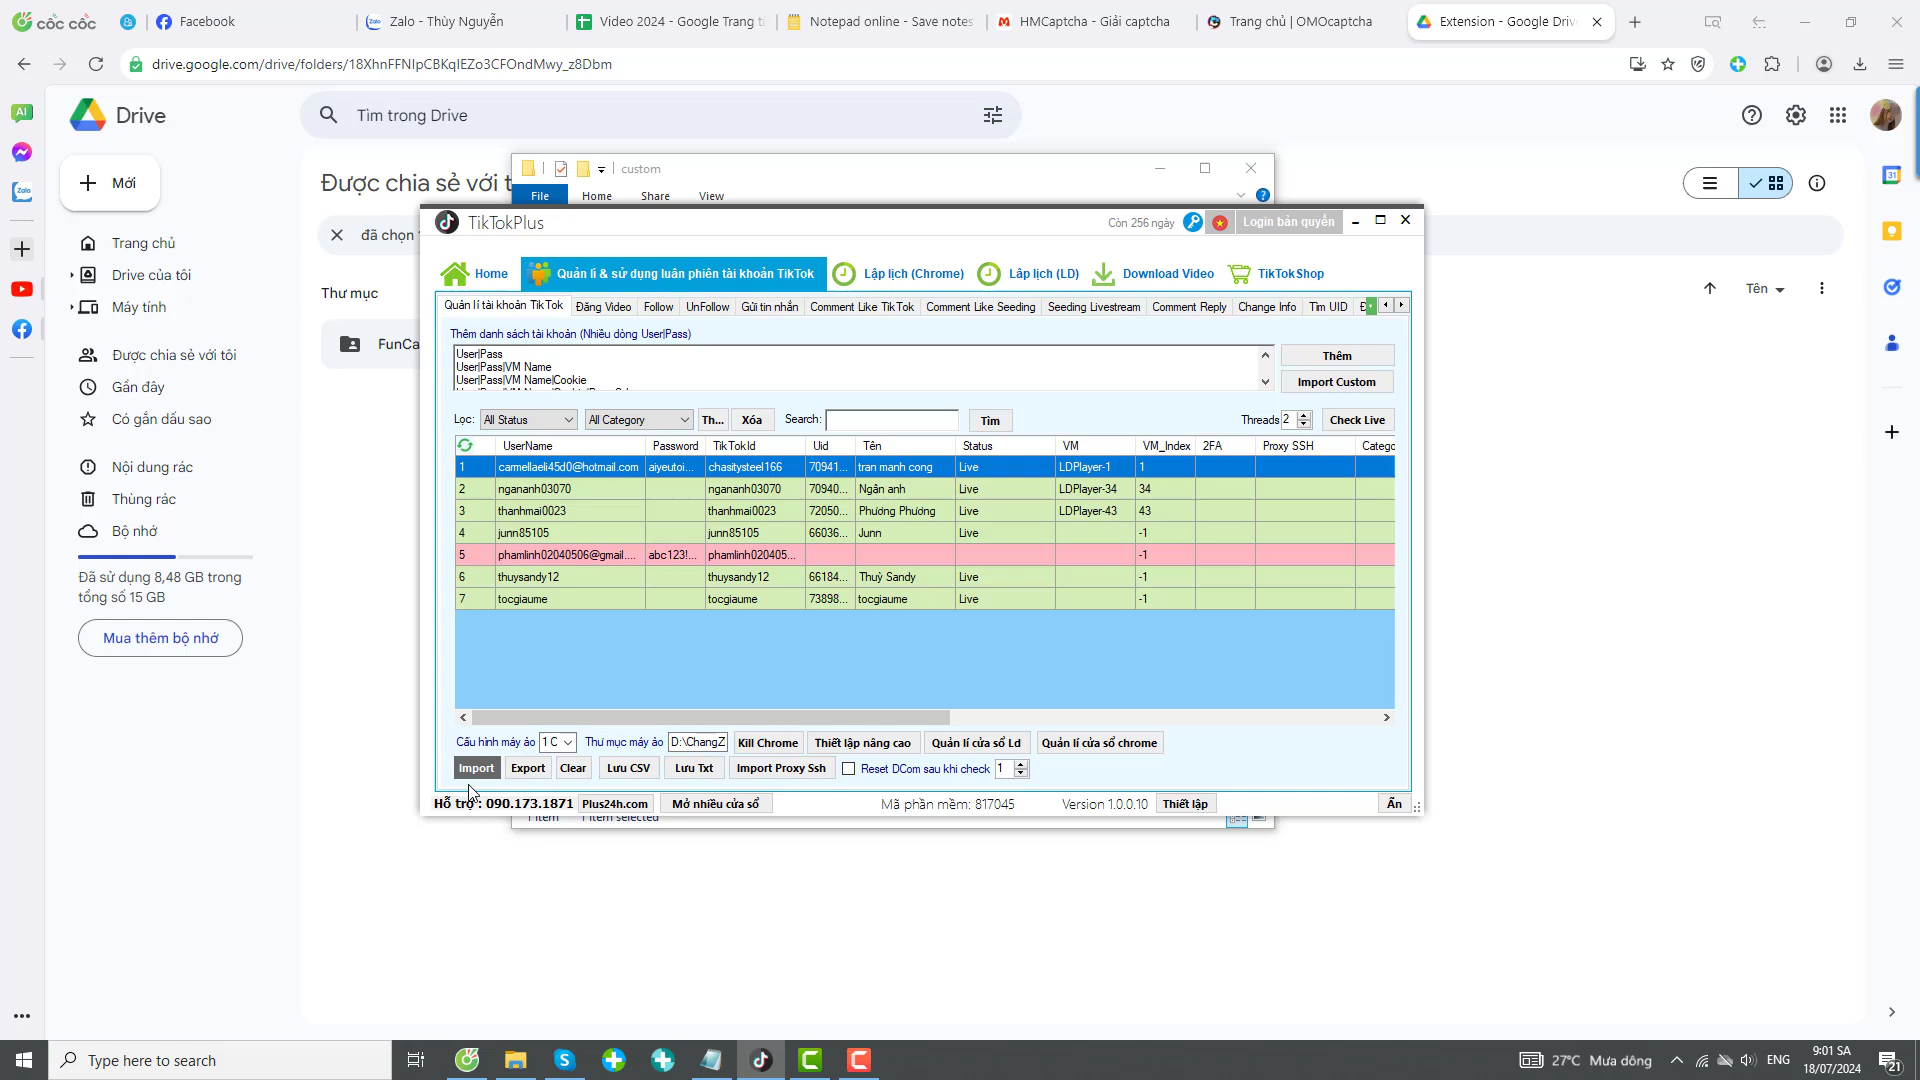 cốc cốc
Facebook
Zalo - Thùy Nguyễn
Video 2024 - Google Trang t
Notepad online - Save notes
HMCaptcha - Giải captcha
Trang chủ | OMOcaptcha
Extension - Google Driv
drive.google.com/drive/folders/18XhnFFNIpCBKqIEZo3CFOndMwy_z8Dbm
AI
Drive
Tìm trong Drive
Mới
Được chia sẻ với t
custom
File
Home
Share
View
TikTokPlus
Còn 256 ngày
Login bản quyền
đã chọn
Trang chủ
Drive của tôi
Máy tính
Được chia sẻ với tôi
Gần đây
Có gắn dấu sao
Nội dung rác
Thùng rác
Bộ nhớ
Đã sử dụng 8,48 GB trong
tổng số 15 GB
Mua thêm bộ nhớ
Thư mục
FunCa
Tên
Home
Quản lí & sử dụng luân phiên tài khoản TikTok
Lập lịch (Chrome)
Lâp lịch (LD)
Download Video
TikTokShop
Quản lí tài khoản TikTok
Đăng Video
Follow
UnFollow
Gửi tin nhắn
Comment Like TikTok
Comment Like Seeding
Seeding Livestream
Comment Reply
Change Info
Tìm UID
Thêm danh sách tài khoản (Nhiều dòng User|Pass)
User|Pass
User|Pass|VM Name
User|Pass|VM Name|Cookie
Thêm
Import Custom
Lọc:
All Status
All Category
Th...
Xóa
Search:
Tìm
Threads
2
Check Live
UserName Password TikTokId Uid Tên Status VM VM_Index 2FA Proxy SSH Catego
1 carmellaeli45d0@hotmail.com aiyeutoi... chasitysteel166 70941... tran manh cong Live LDPlayer-1 1
2 ngananh03070 ngananh03070 70940... Ngân anh Live LDPlayer-34 34
3 thanhmai0023 thanhmai0023 72050... Phương Phương Live LDPlayer-43 43
4 junn85105 junn85105 66036... Junn Live -1
5 phamlinh02040506@gmail.... abc123!... phamlinh020405... -1
6 thuysandy12 thuysandy12 66184... Thuỳ Sandy Live -1
7 tocgiaume tocgiaume 73898... tocgiaume Live -1
Cấu hình máy ảo
1 C
Thư mục máy ảo
D:\ChangZ
Kill Chrome
Thiết lập nâng cao
Quản lí cửa sổ Ld
Quản lí cửa sổ chrome
Import
Export
Clear
Lưu CSV
Lưu Txt
Import Proxy Ssh
Reset DCom sau khi check
1
Hỗ trợ : 090.173.1871
Plus24h.com
Mở nhiều cửa sổ
Mã phần mềm: 817045
Version 1.0.0.10
Thiết lập
Ẩn
1 item
1 item selected
Type here to search
27°C Mưa dông
ENG
9:01 SA
18/07/2024
21